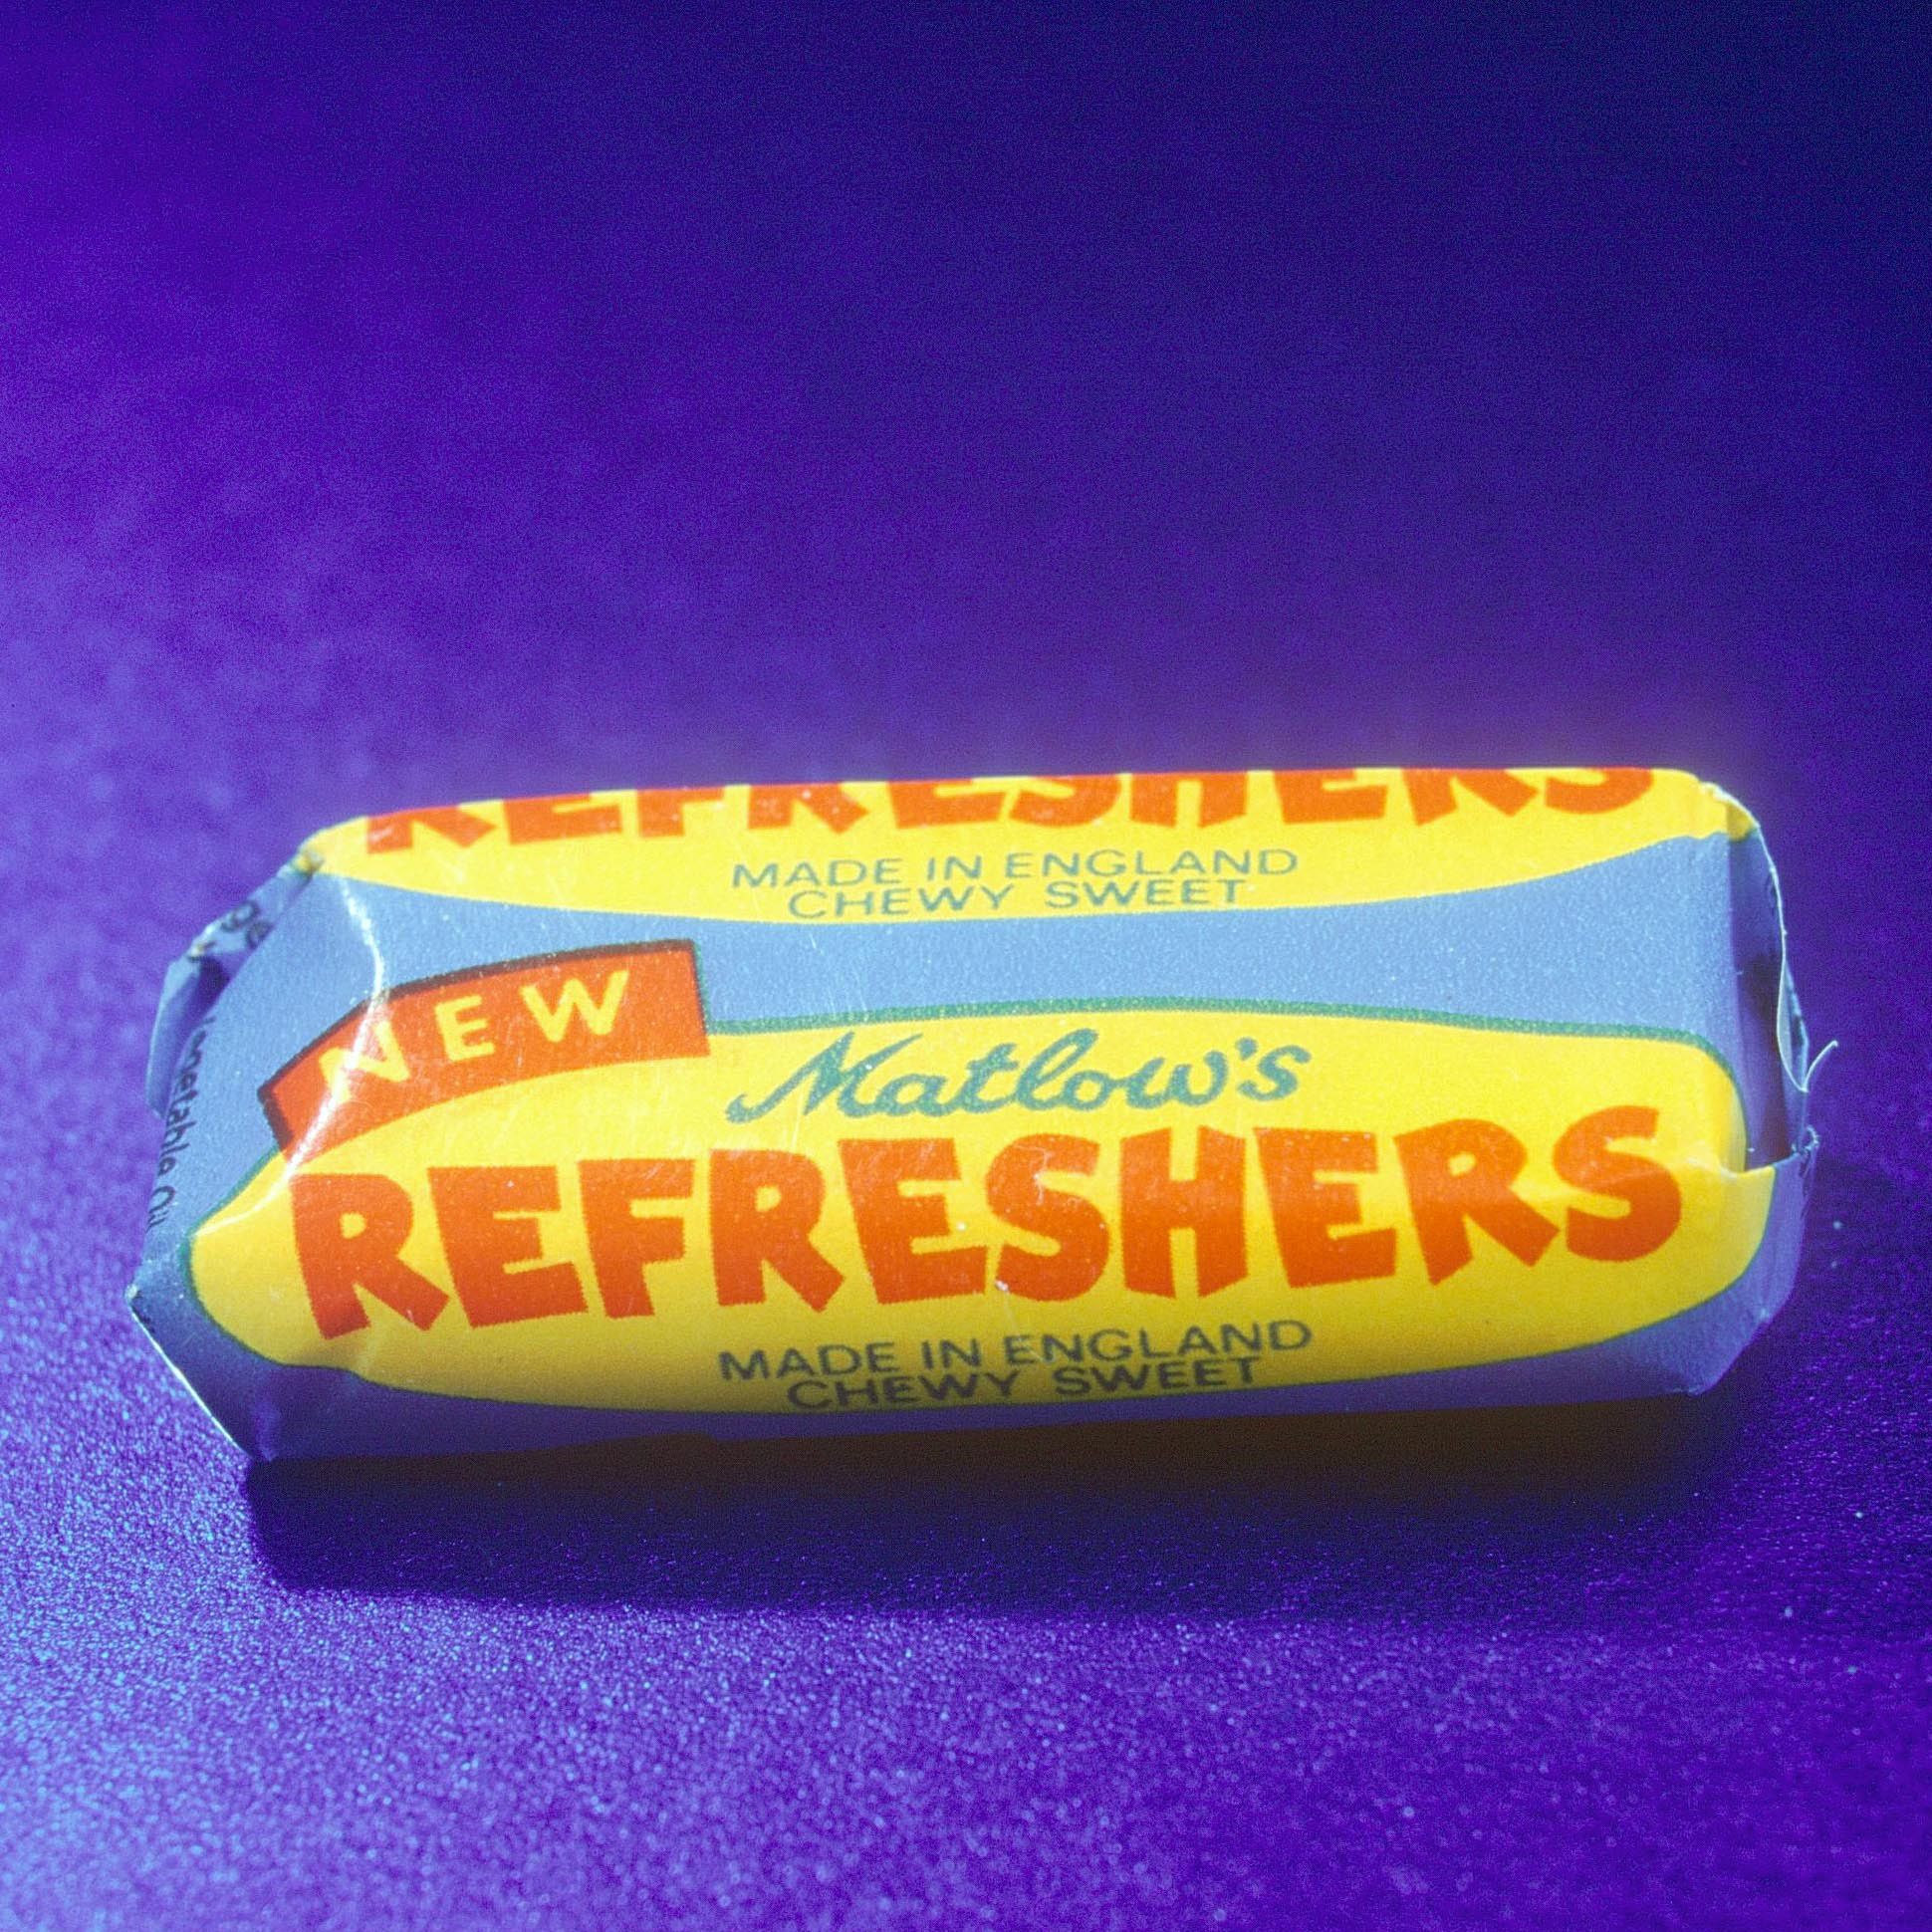 REFRESHERS
MADE IN ENGLAND
CHEWY SWEET
NEW
Matlow's
REFRESHERS
MADE IN ENGLAND
CHEWY SWEET